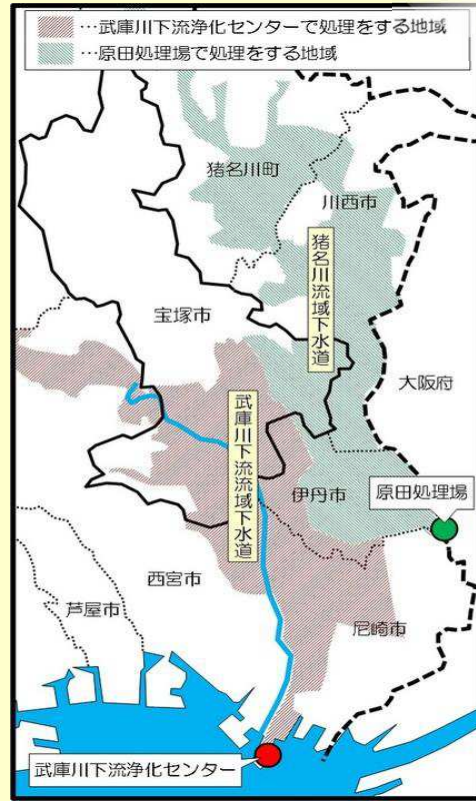 …武庫川下流浄化センターで処理をする地域
…原田処理場で処理をする地域
猪名川町
川西市
猪名川流域下水道
宝塚市
大阪府
武庫川下流流域下水道
伊丹市
原田処理場
西宮市
芦屋市
尼崎市
武庫川下流浄化センター